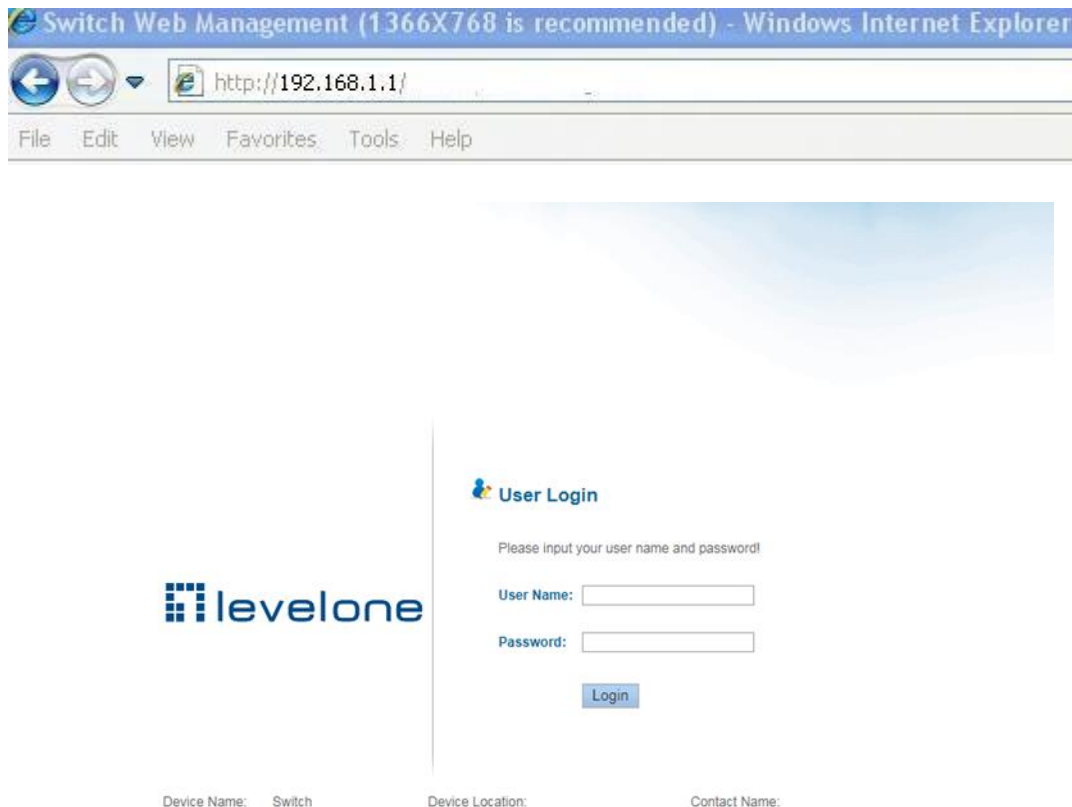 Switch Web Management (1366X768 is recommended) - Windows Internet Explorer
http://192.168.1.1/
File Edit View Favorites Tools Help
User Login
Please input your user name and password!
levelone
User Name:
Password:
Login
Device Name: Switch Device Location: Contact Name: